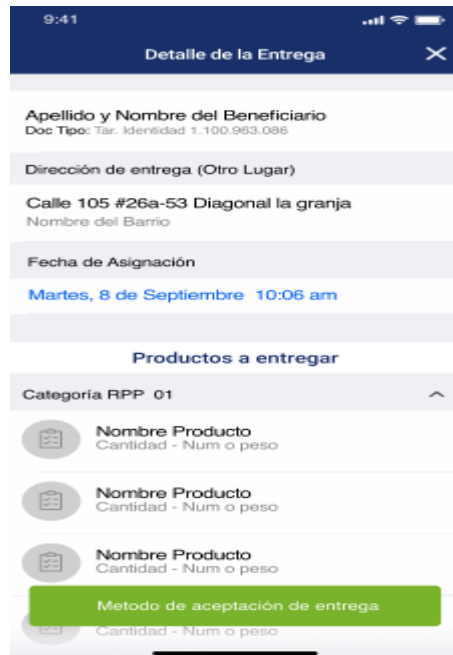 9:41
Detalle de la Entrega
Apellido y Nombre del Beneficiario
Doc Tipo: Tar. Identidad 1.100.963.086
Dirección de entrega (Otro Lugar)
Calle 105 #26a-53 Diagonal la granja
Nombre del Barrio
Fecha de Asignación
Martes, 8 de Septiembre 10:06 am
Productos a entregar
Categoría RPP 01
Nombre Producto
Cantidad - Num o peso
Nombre Producto
Cantidad - Num o peso
Nombre Producto
Cantidad - Num o peso
Metodo de aceptación de entrega
Cantidad - Num o peso